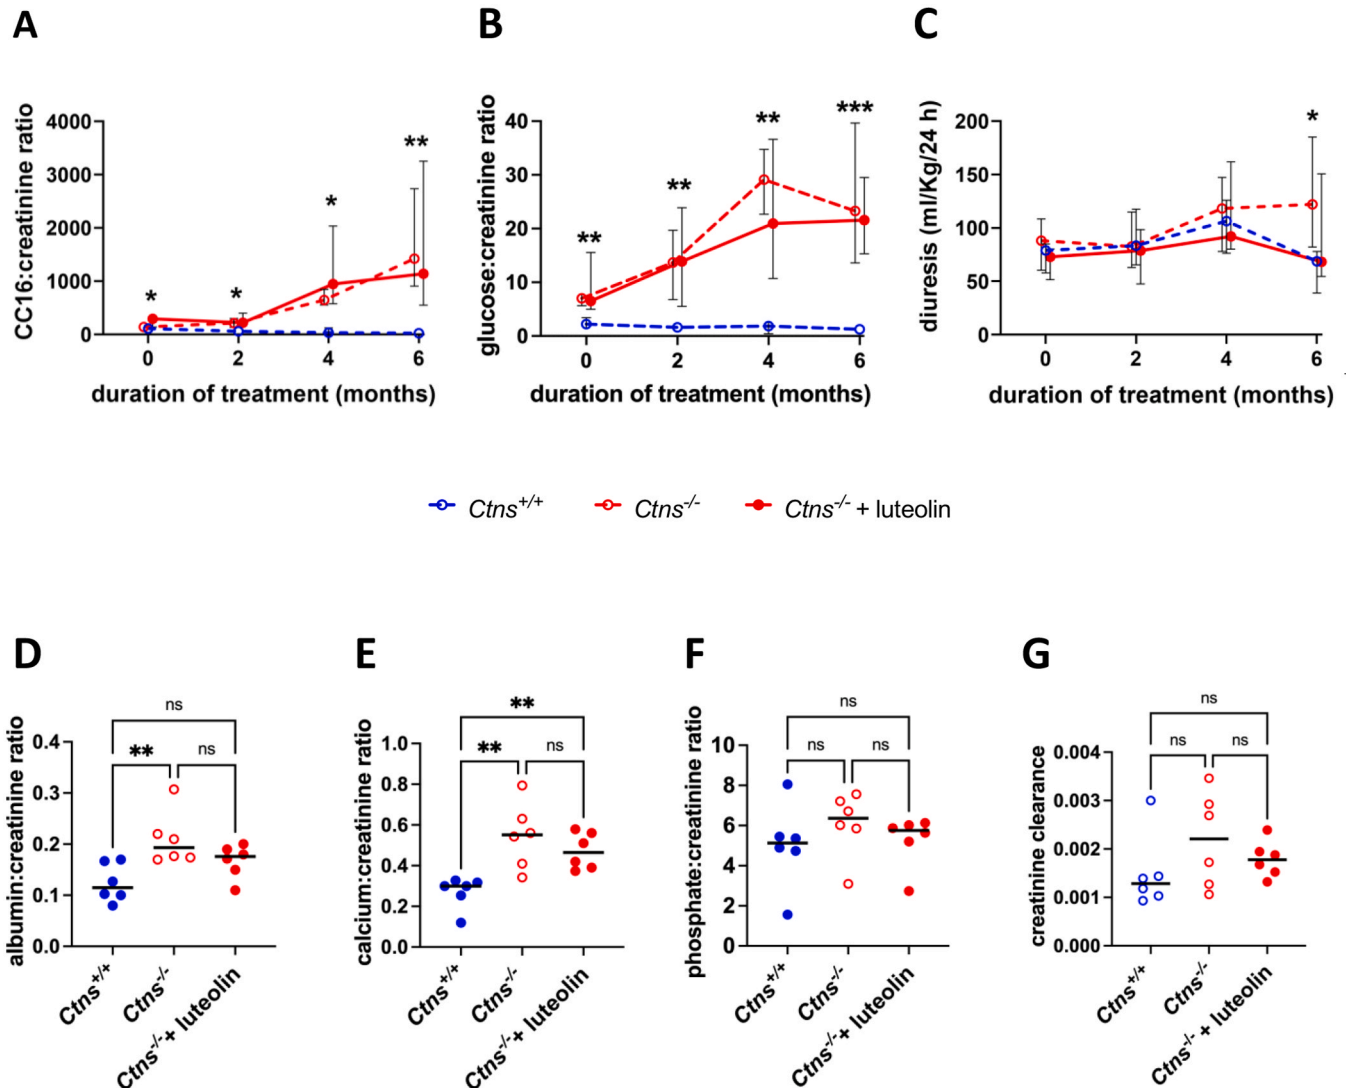 A
B
C
CC16:creatinine ratio
4000
3000
2000
1000
0
*
*
*
**
0 2 4 6
duration of treatment (months)
glucose:creatinine ratio
40
30
20
10
0
**
**
**
***
0 2 4 6
duration of treatment (months)
diuresis (ml/Kg/24 h)
200
150
100
50
0
*
0 2 4 6
duration of treatment (months)
Ctns+/+ Ctns-/- Ctns-/- + luteolin
D
E
F
G
albumin:creatinine ratio
0.4
0.3
0.2
0.1
0.0
ns
** ns
Ctns+/+
Ctns-/-
Ctns-/-+ luteolin
calcium:creatinine ratio
1.0
0.8
0.6
0.4
0.2
0.0
**
** ns
Ctns+/+
Ctns-/-
Ctns-/-+ luteolin
phosphate:creatinine ratio
10
8
6
4
2
0
ns
ns ns
Ctns+/+
Ctns-/-
Ctns-/-+ luteolin
creatinine clearance
0.004
0.003
0.002
0.001
0.000
ns
ns ns
Ctns+/+
Ctns-/-
Ctns-/- + luteolin